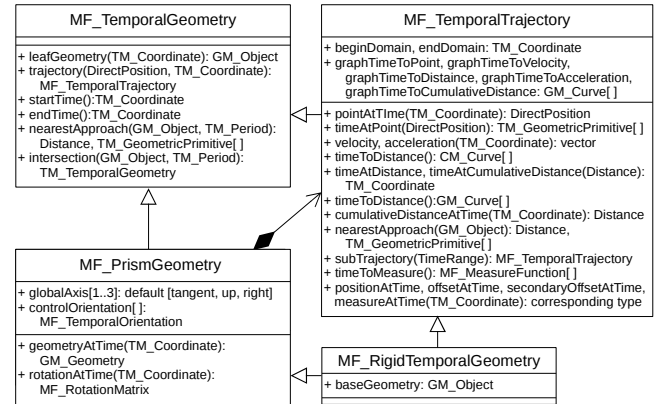 MF_TemporalGeometry
+ leafGeometry(TM_Coordinate): GM_Object
+ trajectory(DirectPosition, TM_Coordinate):
MF_TemporalTrajectory
+ startTime():TM_Coordinate
+ endTime():TM_Coordinate
+ nearestApproach(GM_Object, TM_Period):
Distance, TM_GeometricPrimitive[ ]
+ intersection(GM_Object, TM_Period):
TM_TemporalGeometry
MF_TemporalTrajectory
+ beginDomain, endDomain: TM_Coordinate
+ graphTimeToPoint, graphTimeToVelocity,
graphTimeToDistaince, graphTimeToAcceleration,
graphTimeToCumulativeDistance: GM_Curve[ ]
+ pointAtTIme(TM_Coordinate): DirectPosition
+ timeAtPoint(DirectPosition): TM_GeometricPrimitive[ ]
+ velocity, acceleration(TM_Coordinate): vector
+ timeToDistance(): CM_Curve[ ]
+ timeAtDistance, timeAtCumulativeDistance(Distance):
TM_Coordinate
+ timeToDistance():GM_Curve[ ]
+ cumulativeDistanceAtTime(TM_Coordinate): Distance
+ nearestApproach(GM_Object): Distance,
TM_GeometricPrimitive[ ]
+ subTrajectory(TimeRange): MF_TemporalTrajectory
+ timeToMeasure(): MF_MeasureFunction[ ]
+ positionAtTime, offsetAtTime, secondaryOffsetAtTime,
measureAtTime(TM_Coordinate): corresponding type
MF_PrismGeometry
+ globalAxis[1..3]: default [tangent, up, right]
+ controlOrientation[ ]:
MF_TemporalOrientation
+ geometryAtTime(TM_Coordinate):
GM_Geometry
+ rotationAtTime(TM_Coordinate):
MF_RotationMatrix
MF_RigidTemporalGeometry
+ baseGeometry: GM_Object